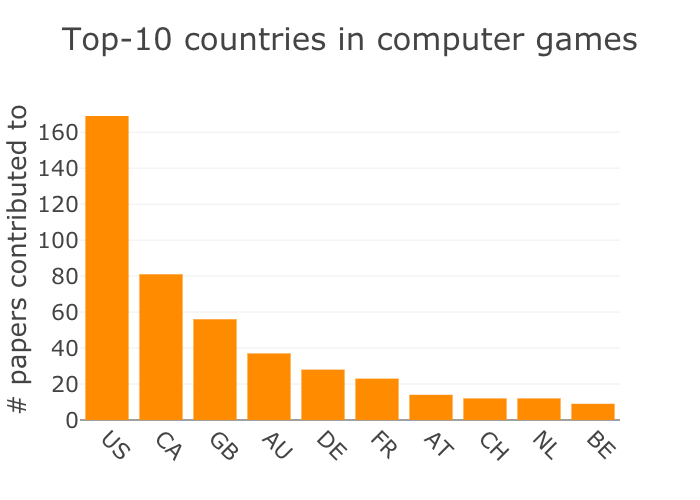 Top-10 countries in computer games
# papers contributed to
160
140
120
100
80
60
40
20
0
US
CA
GB
AU
DE
FR
AT
CH
NL
BE